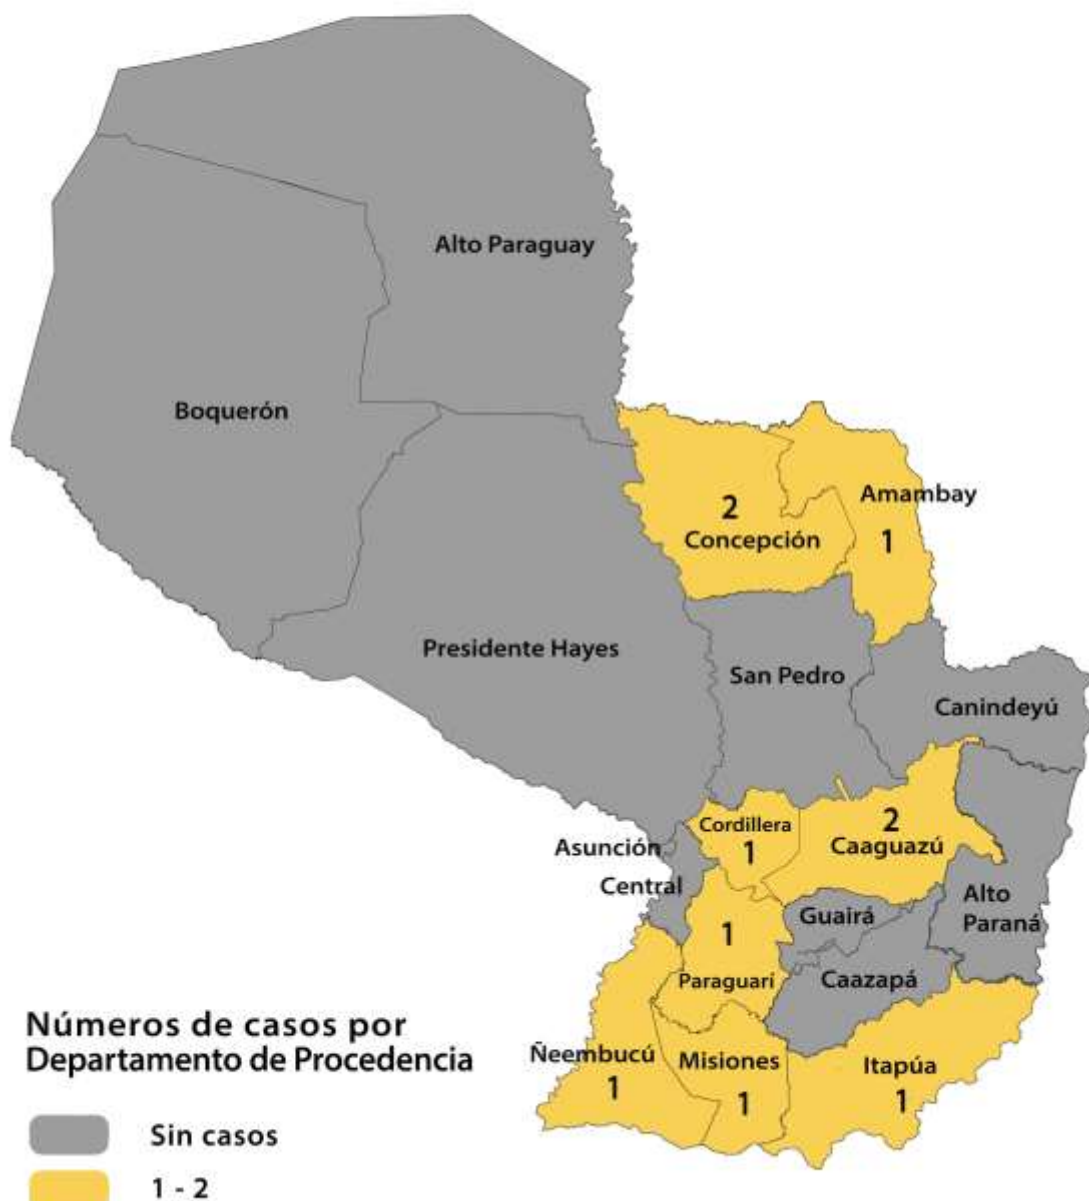 Alto Paraguay
Boquerón
Amambay
2
Concepción
1
Presidente Hayes
San Pedro
Canindeyú
Cordillera
1
2
Caaguazú
Asunción
Central
Alto
Paraná
Guairá
1
Paraguarí
Caazapá
Ñeembucú
1
Misiones
1
Itapúa
1
Números de casos por
Departamento de Procedencia
Sin casos
1 - 2